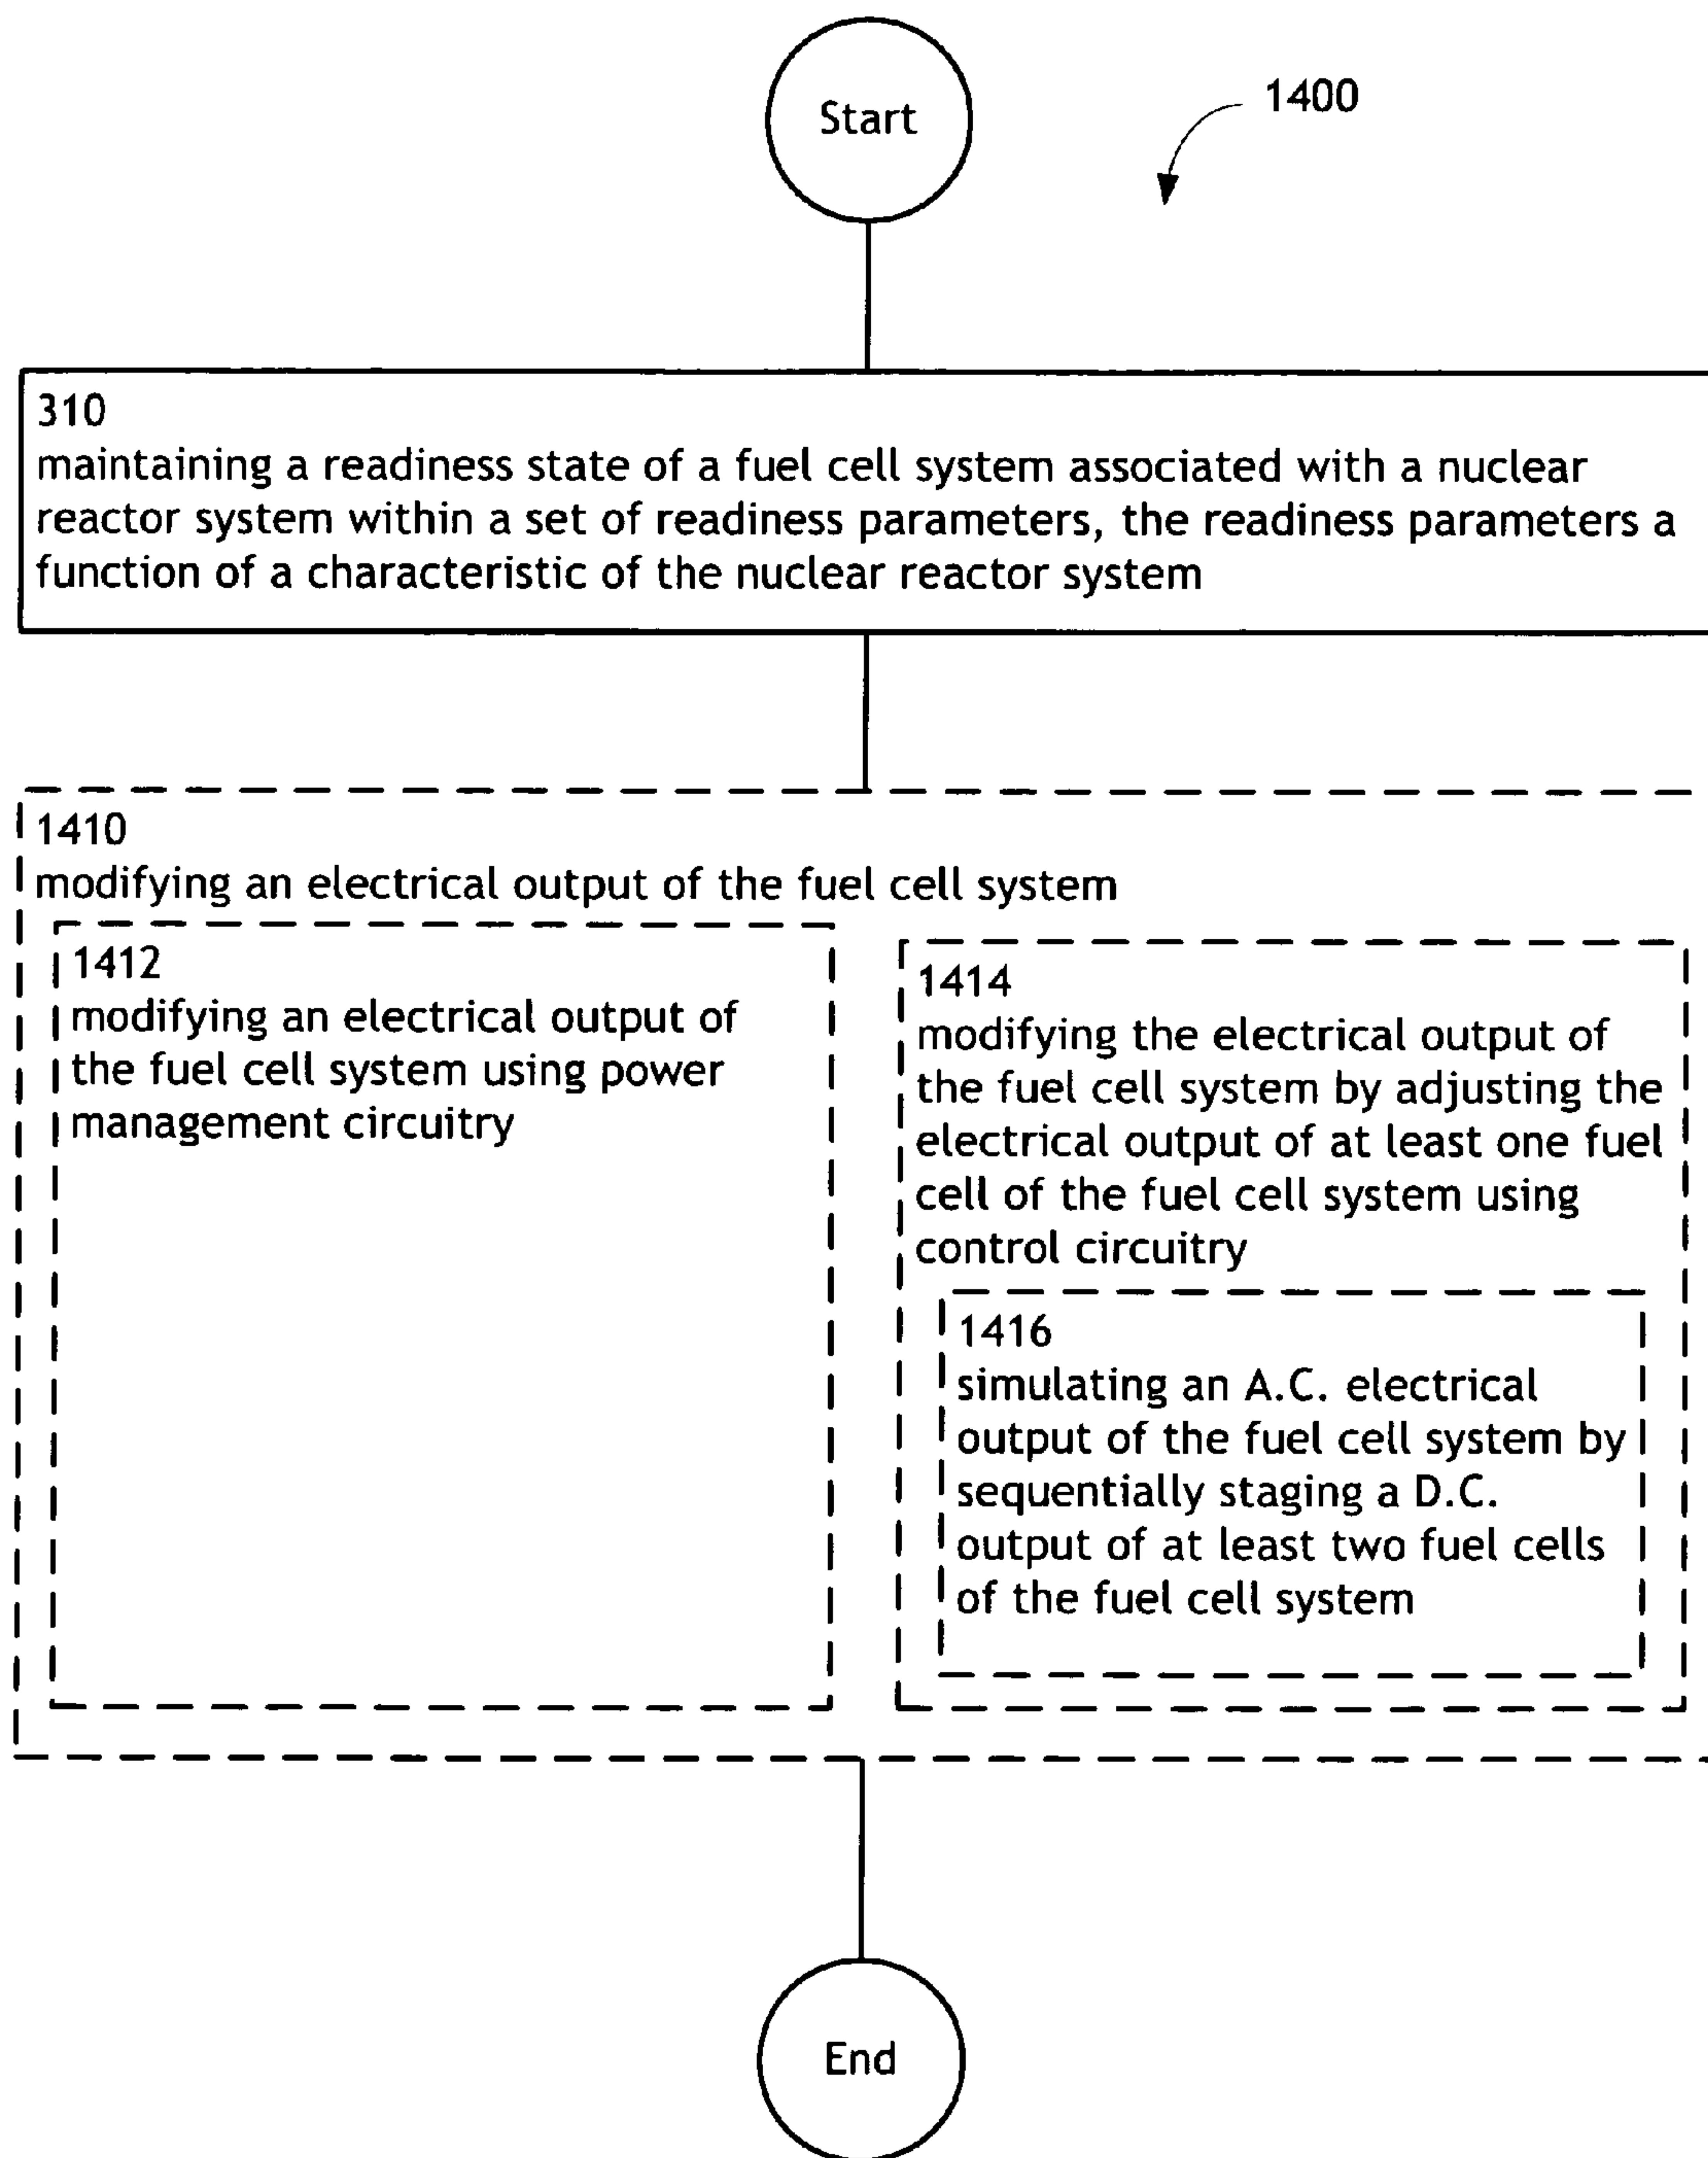 Start
1400
310
maintaining a readiness state of a fuel cell system associated with a nuclear
reactor system within a set of readiness parameters, the readiness parameters a
function of a characteristic of the nuclear reactor system
1410
modifying an electrical output of the fuel cell system
1412
modifying an electrical output of
the fuel cell system using power
management circuitry
1414
modifying the electrical output of
the fuel cell system by adjusting the
electrical output of at least one fuel
cell of the fuel cell system using
control circuitry
1416
simulating an A.C. electrical
output of the fuel cell system by
sequentially staging a D.C.
output of at least two fuel cells
of the fuel cell system
End